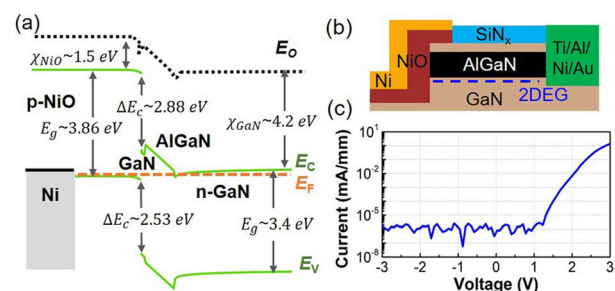 (a)
E_O
χ_NiO~1.5 eV
p-NiO
ΔE_c~2.88 eV
χ_GaN~4.2 eV
E_g~3.86 eV
AlGaN
GaN
E_C
E_F
Ni
n-GaN
ΔE_c~2.53 eV
E_g~3.4 eV
E_V
(b)
SiN_x
NiO
AlGaN
Ti/Al/
Ni/Au
Ni
2DEG
GaN
(c)
Current (mA/mm)
10^1
10^-2
10^-5
10^-8
-3 -2 -1 0 1 2 3
Voltage (V)